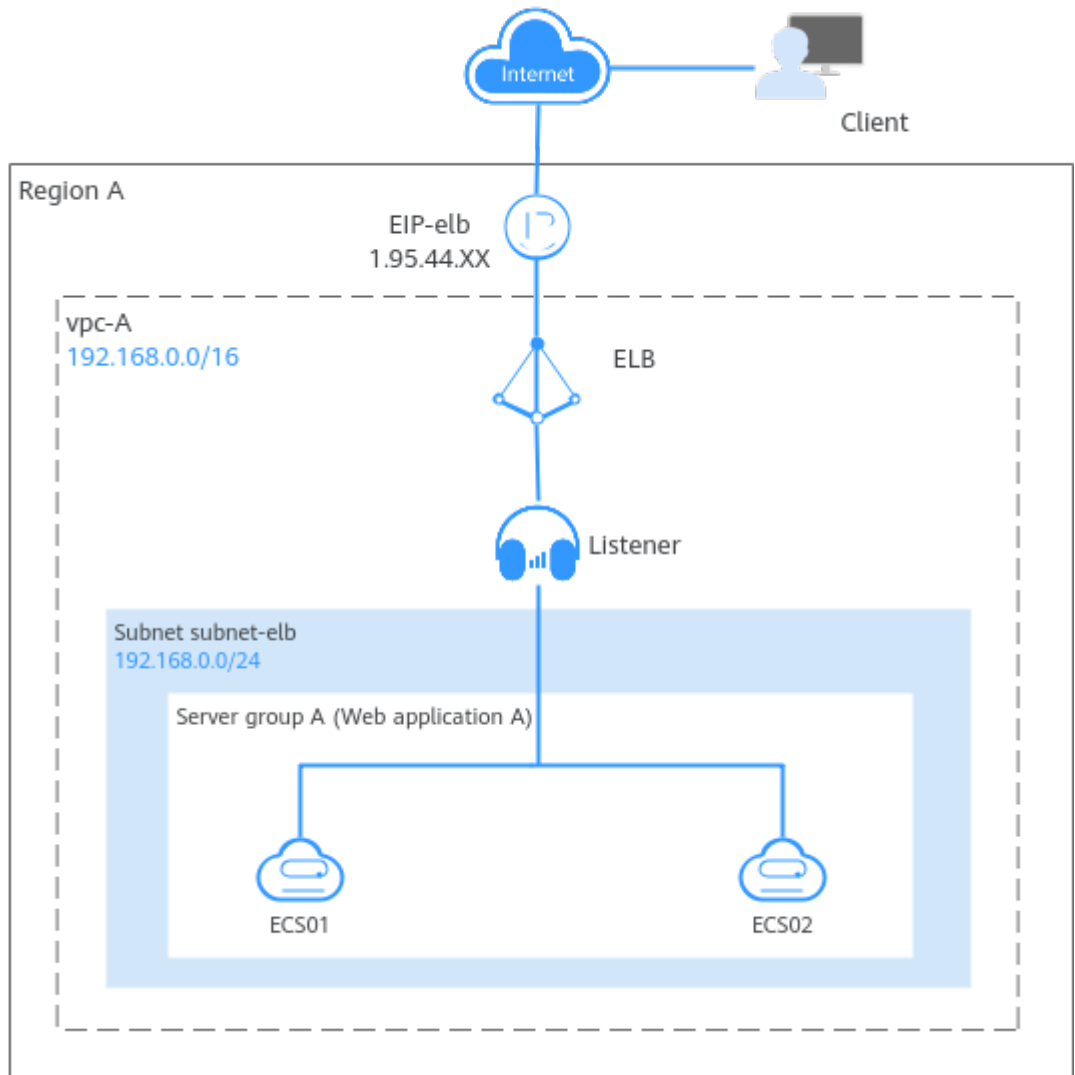 Internet
Client
Region A
EIP-elb
1.95.44.XX
vpc-A
192.168.0.0/16
ELB
Listener
Subnet subnet-elb
192.168.0.0/24
Server group A (Web application A)
ECS01
ECS02